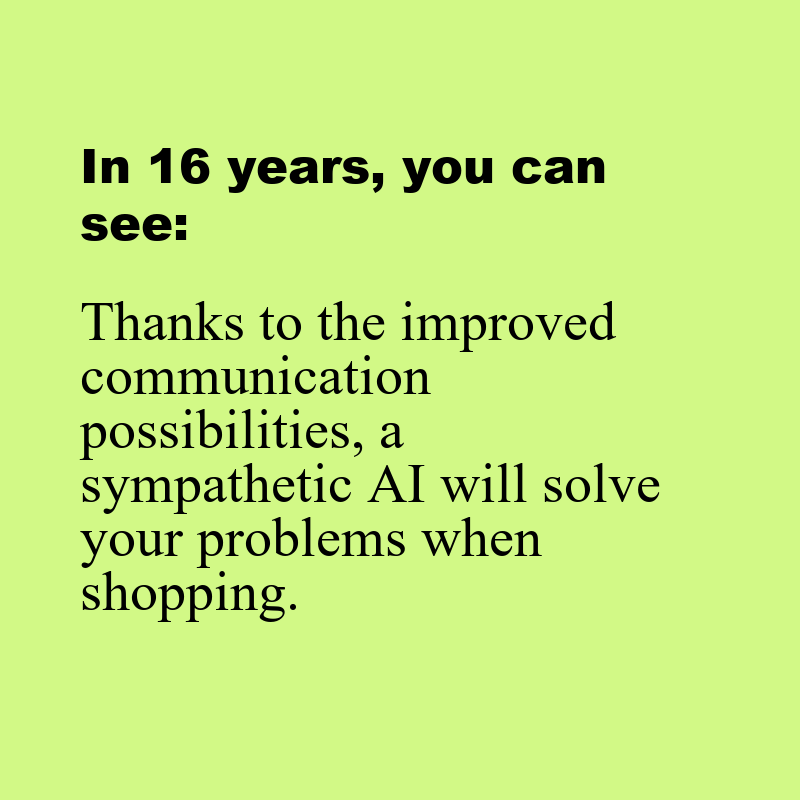 In 16 years, you can
see:
Thanks to the improved
communication
possibilities, a
sympathetic AI will solve
your problems when
shopping.